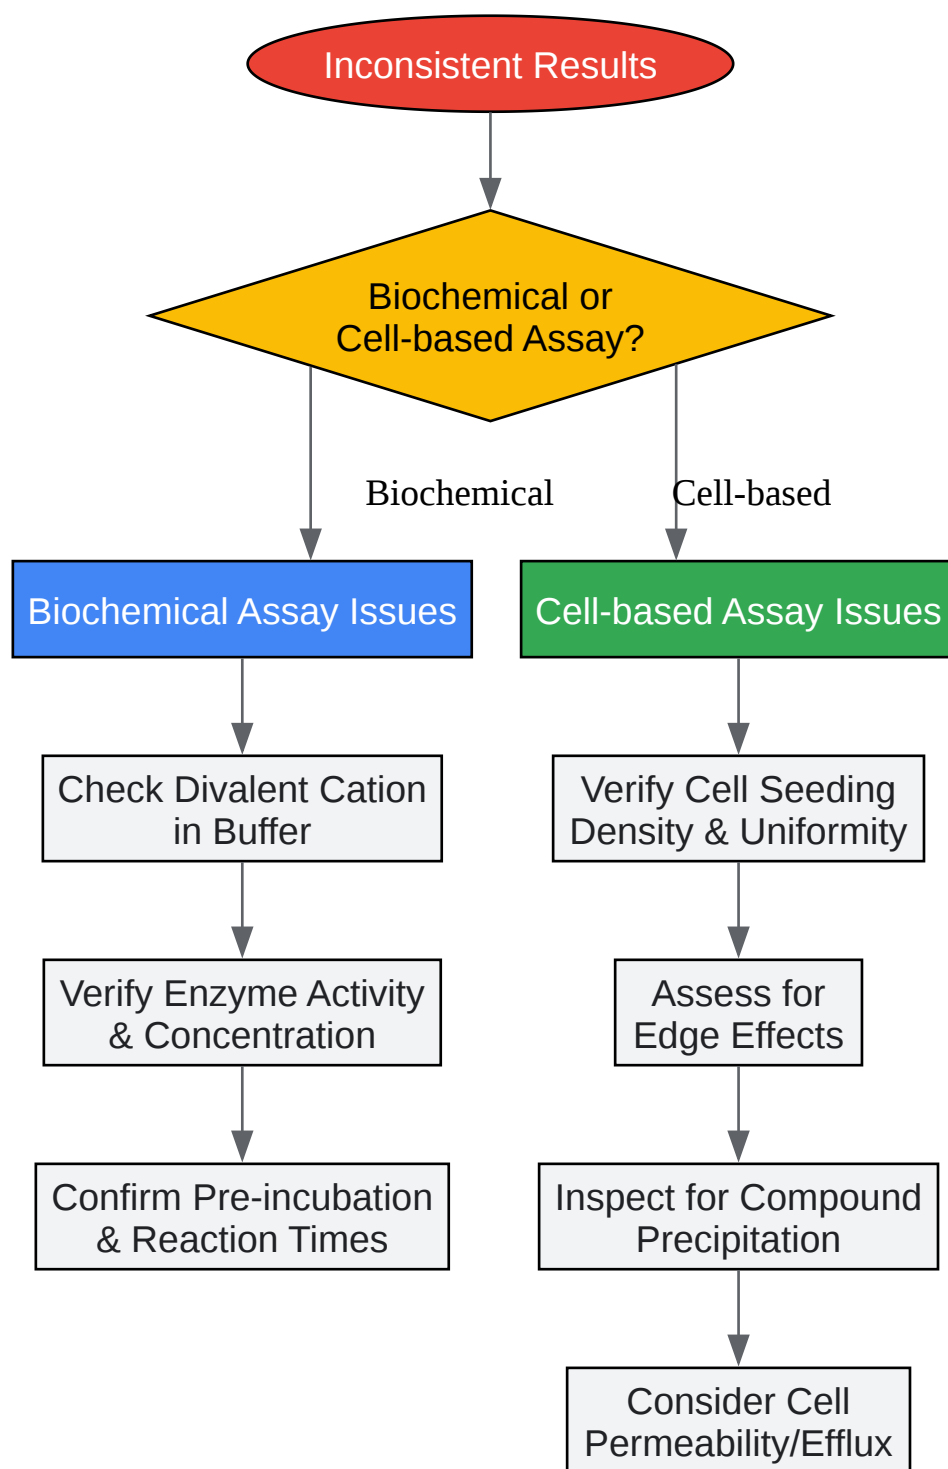 Inconsistent Results
Biochemical or
Cell-based Assay?
Biochemical
Cell-based
Biochemical Assay Issues
Cell-based Assay Issues
Check Divalent Cation
in Buffer
Verify Cell Seeding
Density & Uniformity
Verify Enzyme Activity
& Concentration
Assess for
Edge Effects
Confirm Pre-incubation
& Reaction Times
Inspect for Compound
Precipitation
Consider Cell
Permeability/Efflux